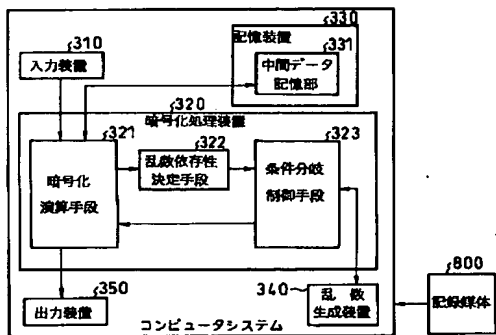 330
記憶装置
331
中間データ
記憶部
310
入力装置
320
暗号化処理装置
321
暗号化
演算手段
322
乱数依存性
決定手段
323
条件分岐
制御手段
350
出力装置
340
乱数
生成装置
800
記録媒体
コンピュータシステム